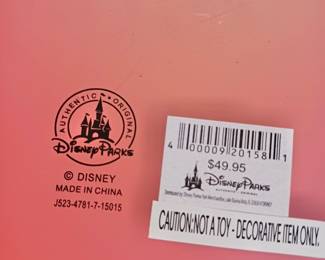 AUTHENTIC • ORIGINAL
Disney Parks
© DISNEY
MADE IN CHINA
J523-4781-7-15015
4 00009 20158 1
$49.95
Disney Parks
CAUTION:NOT A TOY - DECORATIVE ITEM ONLY.